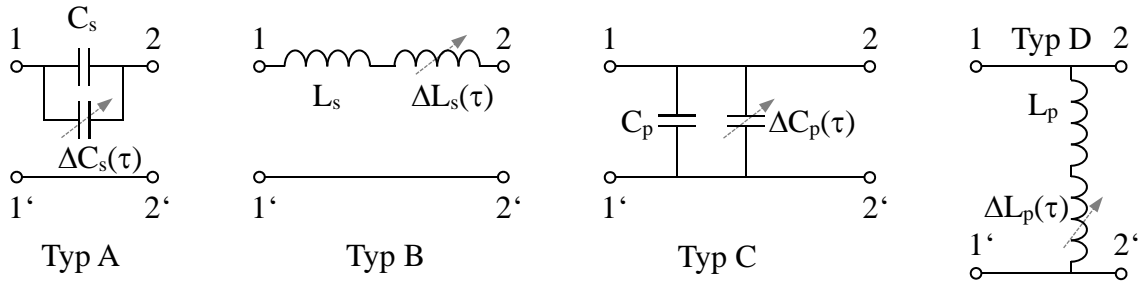 C_s
1 2
ΔC_s(τ)
1‘ 2‘
Typ A
1 2
L_s ΔL_s(τ)
1‘ 2‘
Typ B
1 2
C_p ΔC_p(τ)
1‘ 2‘
Typ C
1 Typ D 2
L_p
ΔL_p(τ)
1‘ 2‘